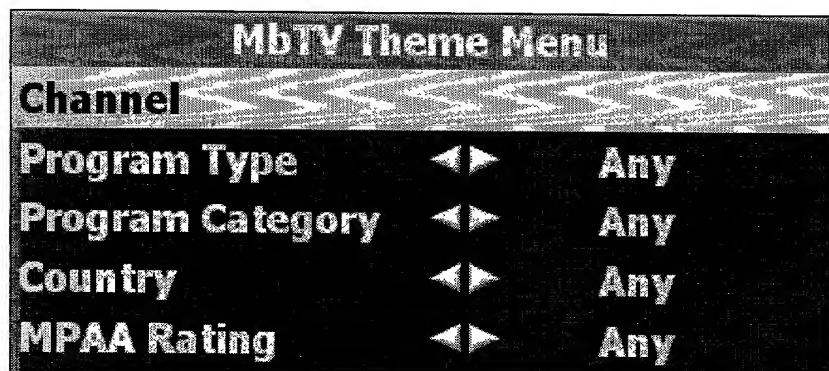 MbTV Theme Menu
Channel
Program Type Any
Program Category Any
Country Any
MPAA Rating Any